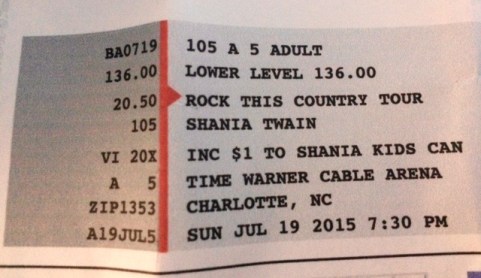 BA0719 105 A 5 ADULT
136.00 LOWER LEVEL 136.00
20.50 ROCK THIS COUNTRY TOUR
105 SHANIA TWAIN
VI 20X INC $1 TO SHANIA KIDS CAN
A 5 TIME WARNER CABLE ARENA
ZIP1353 CHARLOTTE, NC
A19JUL5 SUN JUL 19 2015 7:30 PM